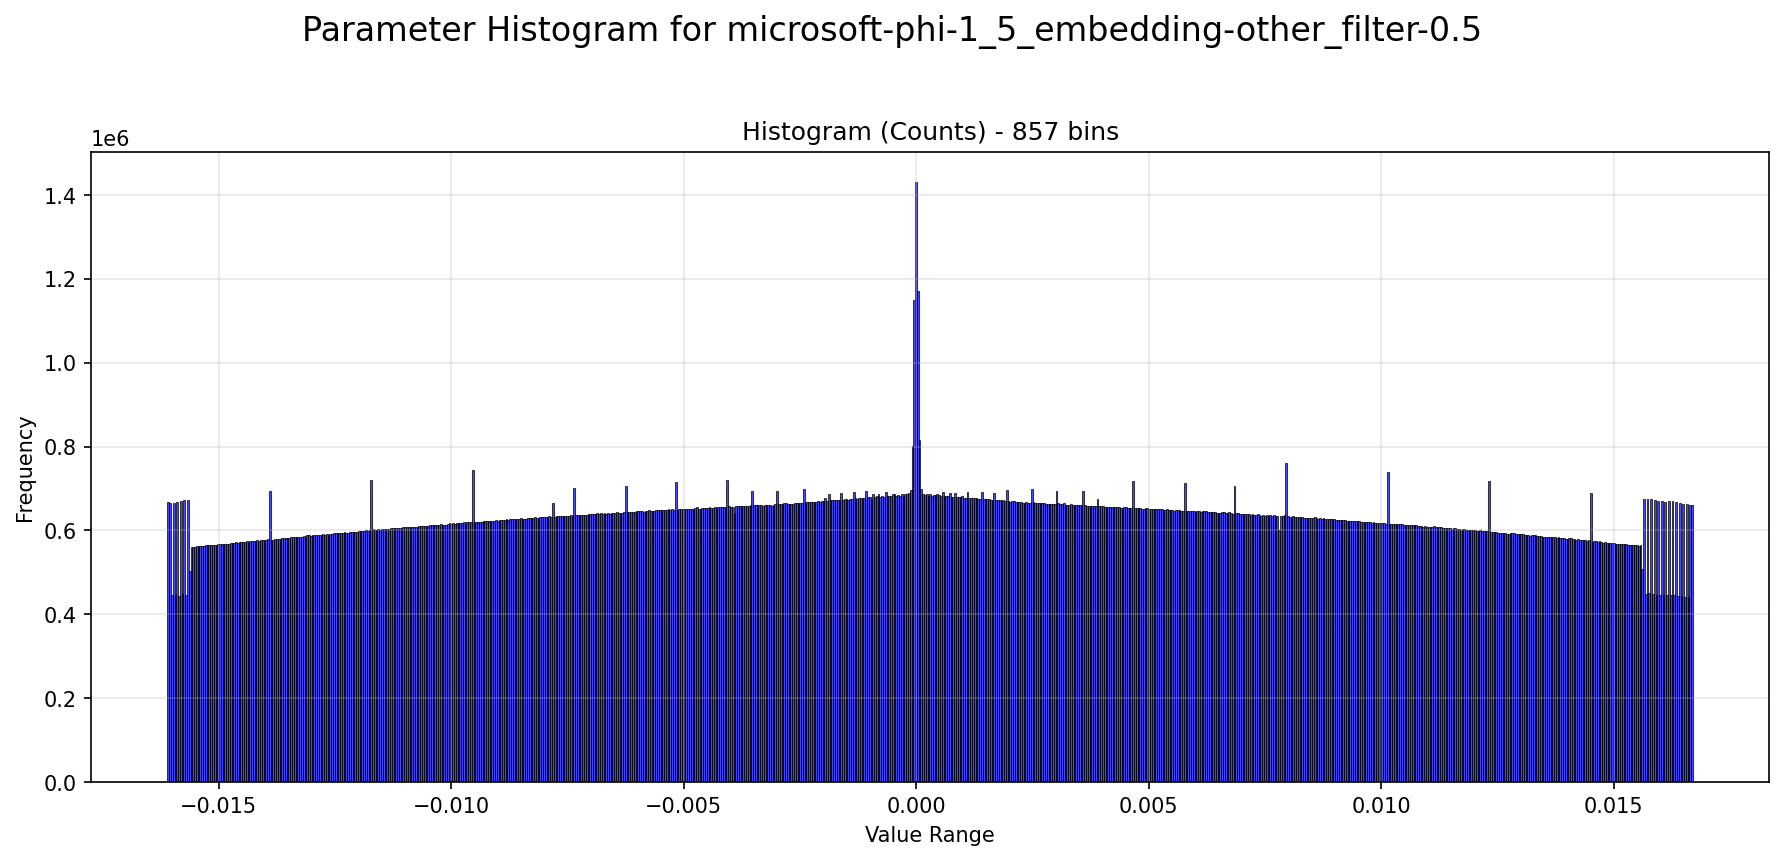 Parameter Histogram for microsoft-phi-1_5_embedding-other_filter-0.5
Histogram (Counts) - 857 bins
1e6
1.4
1.2
1.0
0.8
0.6
0.4
0.2
0.0
Frequency
−0.015 −0.010 −0.005 0.000 0.005 0.010 0.015
Value Range